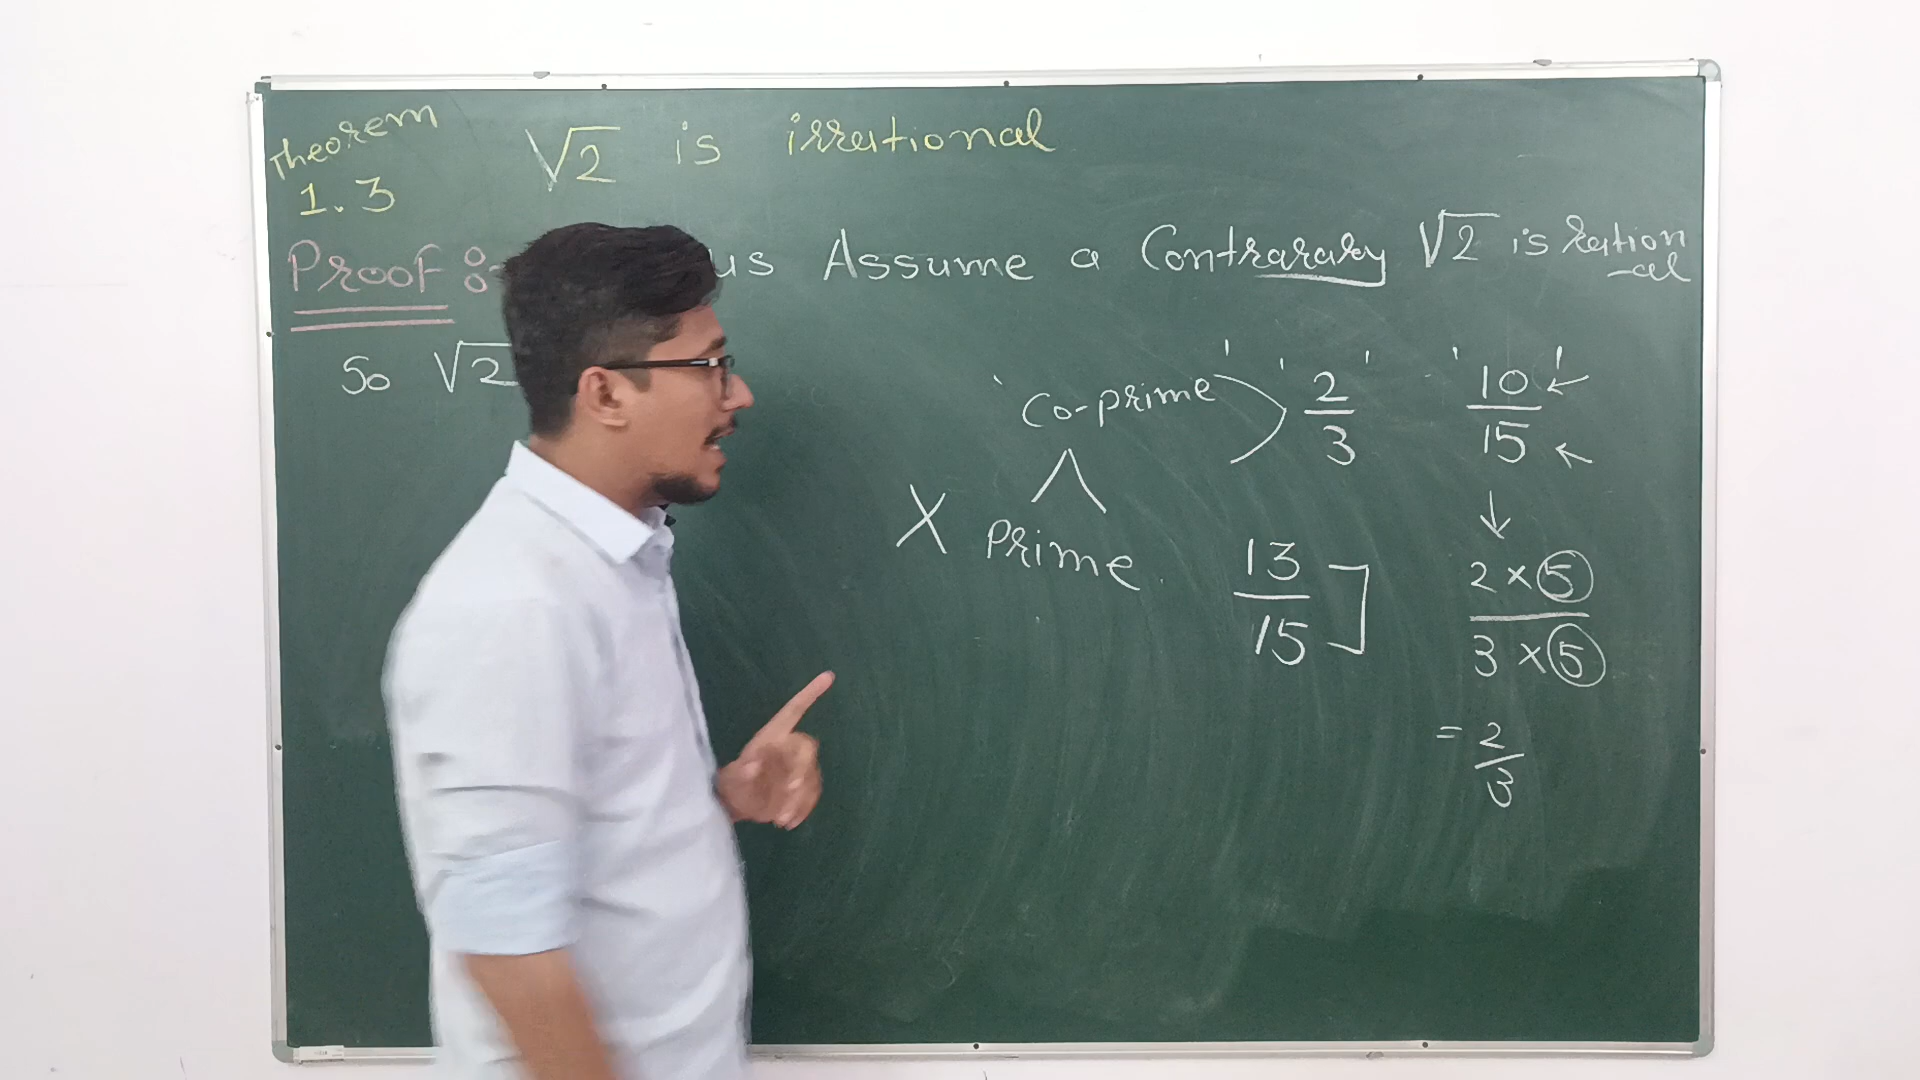 Theorem
1.3
√2 is irrational
Proof :- us Assume a Contrarary √2 is ration
-al
So √2
Co-prime ) 2/3
10/15
X prime
13/15 ]
2 × 5 / 3 × 5
= 2/3